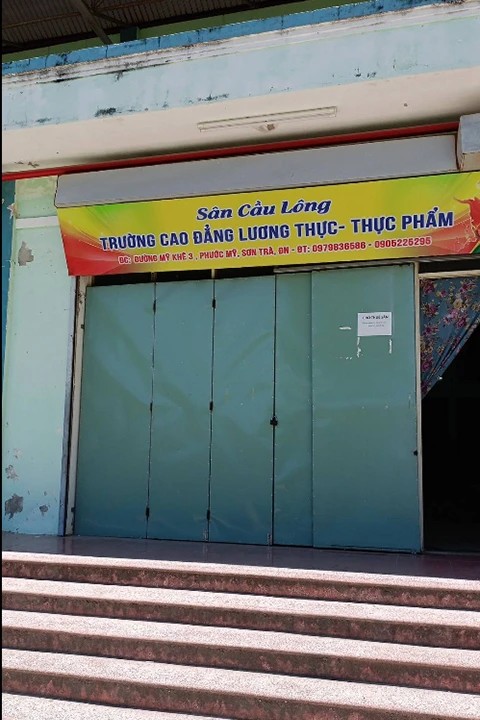 Sân Cầu Lông
TRƯỜNG CAO ĐẲNG LƯƠNG THỰC- THỰC PHẨM
ĐC: ĐƯỜNG MỸ KHÊ 3 , PHƯỚC MỸ, SƠN TRÀ, ĐN - ĐT: 0979836586 - 0905225295